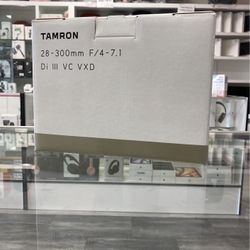 TAMRON
28-300mm F/4-7.1
Di III VC VXD